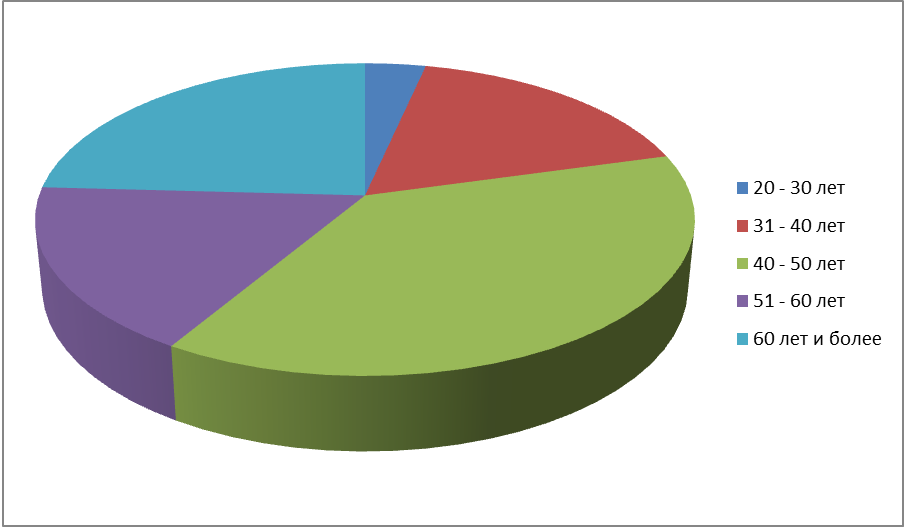 20 - 30 лет
31 - 40 лет
40 - 50 лет
51 - 60 лет
60 лет и более